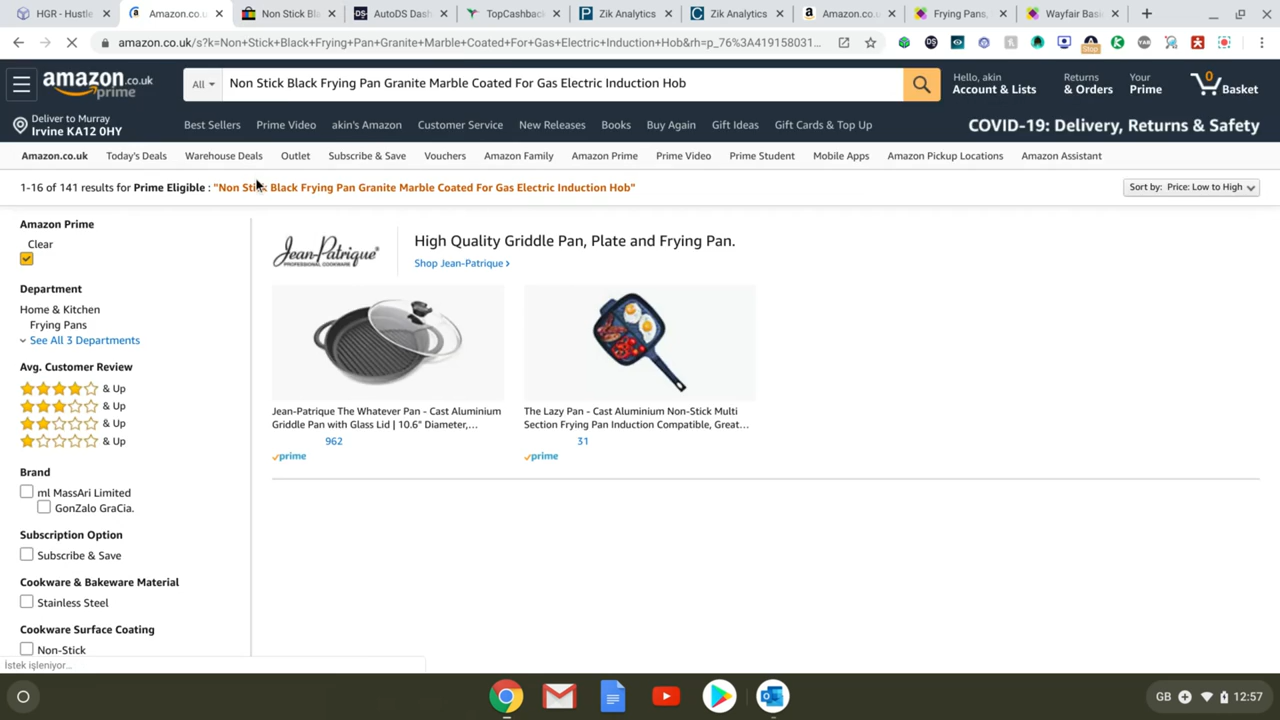 HGR - Hustle
Amazon.co.u
Non Stick Bla
AutoDS Dash
TopCashback
Zik Analytics
Zik Analytics
Amazon.co.u
Frying Pans,
Wayfair Basi
amazon.co.uk/s?k=Non+Stick+Black+Frying+Pan+Granite+Marble+Coated+For+Gas+Electric+Induction+Hob&rh=p_76%3A419158031...
amazon.co.uk
prime
All
Non Stick Black Frying Pan Granite Marble Coated For Gas Electric Induction Hob
Hello, akin
Account & Lists
Returns
& Orders
Your
Prime
0
Basket
Deliver to Murray
Irvine KA12 0HY
Best Sellers
Prime Video
akin's Amazon
Customer Service
New Releases
Books
Buy Again
Gift Ideas
Gift Cards & Top Up
COVID-19: Delivery, Returns & Safety
Amazon.co.uk
Today's Deals
Warehouse Deals
Outlet
Subscribe & Save
Vouchers
Amazon Family
Amazon Prime
Prime Video
Prime Student
Mobile Apps
Amazon Pickup Locations
Amazon Assistant
1-16 of 141 results for Prime Eligible : "Non Stick Black Frying Pan Granite Marble Coated For Gas Electric Induction Hob"
Sort by: Price: Low to High
Amazon Prime
Clear
Department
Home & Kitchen
Frying Pans
See All 3 Departments
Avg. Customer Review
& Up
& Up
& Up
& Up
Brand
ml MassAri Limited
GonZalo GraCia.
Subscription Option
Subscribe & Save
Cookware & Bakeware Material
Stainless Steel
Cookware Surface Coating
Non-Stick
İstek işleniyor...
Jean-Patrique
PROFESSIONAL COOKWARE
High Quality Griddle Pan, Plate and Frying Pan.
Shop Jean-Patrique ›
Jean-Patrique The Whatever Pan - Cast Aluminium
Griddle Pan with Glass Lid | 10.6" Diameter,...
962
prime
The Lazy Pan - Cast Aluminium Non-Stick Multi
Section Frying Pan Induction Compatible, Great...
31
prime
GB
12:57